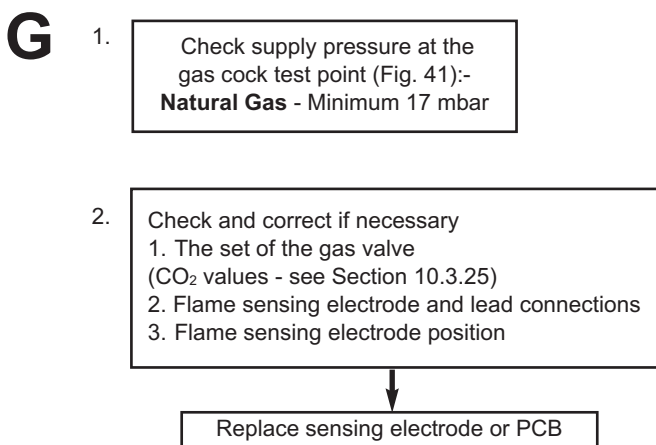 G
1.
Check supply pressure at the
gas cock test point (Fig. 41):-
Natural Gas - Minimum 17 mbar
2.
Check and correct if necessary
1. The set of the gas valve
(CO₂ values - see Section 10.3.25)
2. Flame sensing electrode and lead connections
3. Flame sensing electrode position
Replace sensing electrode or PCB